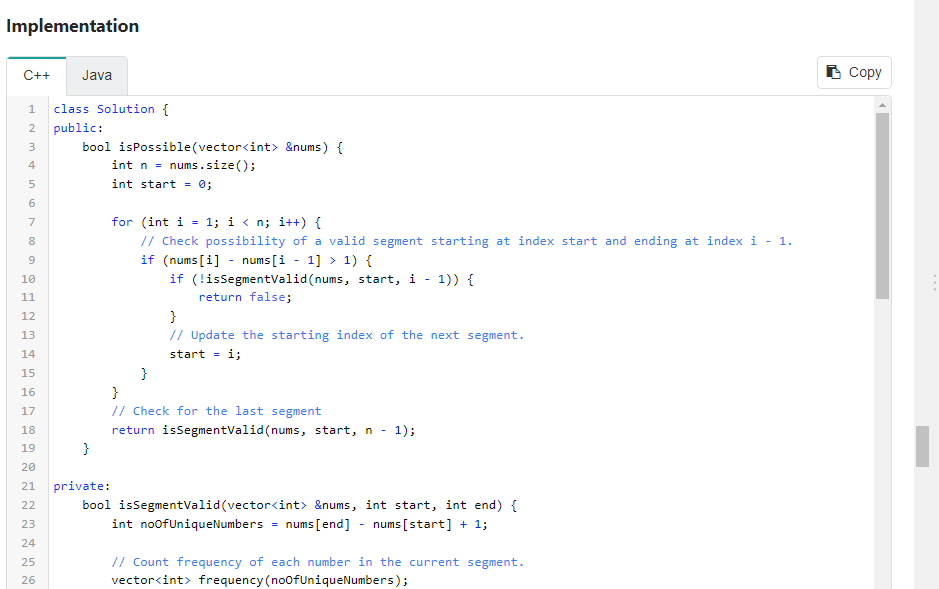 Implementation
C++ Java Copy
1 class Solution {
2 public:
3     bool isPossible(vector<int> &nums) {
4         int n = nums.size();
5         int start = 0;
6
7         for (int i = 1; i < n; i++) {
8             // Check possibility of a valid segment starting at index start and ending at index i - 1.
9             if (nums[i] - nums[i - 1] > 1) {
10                 if (!isSegmentValid(nums, start, i - 1)) {
11                     return false;
12                 }
13                 // Update the starting index of the next segment.
14                 start = i;
15             }
16         }
17         // Check for the last segment
18         return isSegmentValid(nums, start, n - 1);
19     }
20
21 private:
22     bool isSegmentValid(vector<int> &nums, int start, int end) {
23         int noOfUniqueNumbers = nums[end] - nums[start] + 1;
24
25         // Count frequency of each number in the current segment.
26         vector<int> frequency(noOfUniqueNumbers);